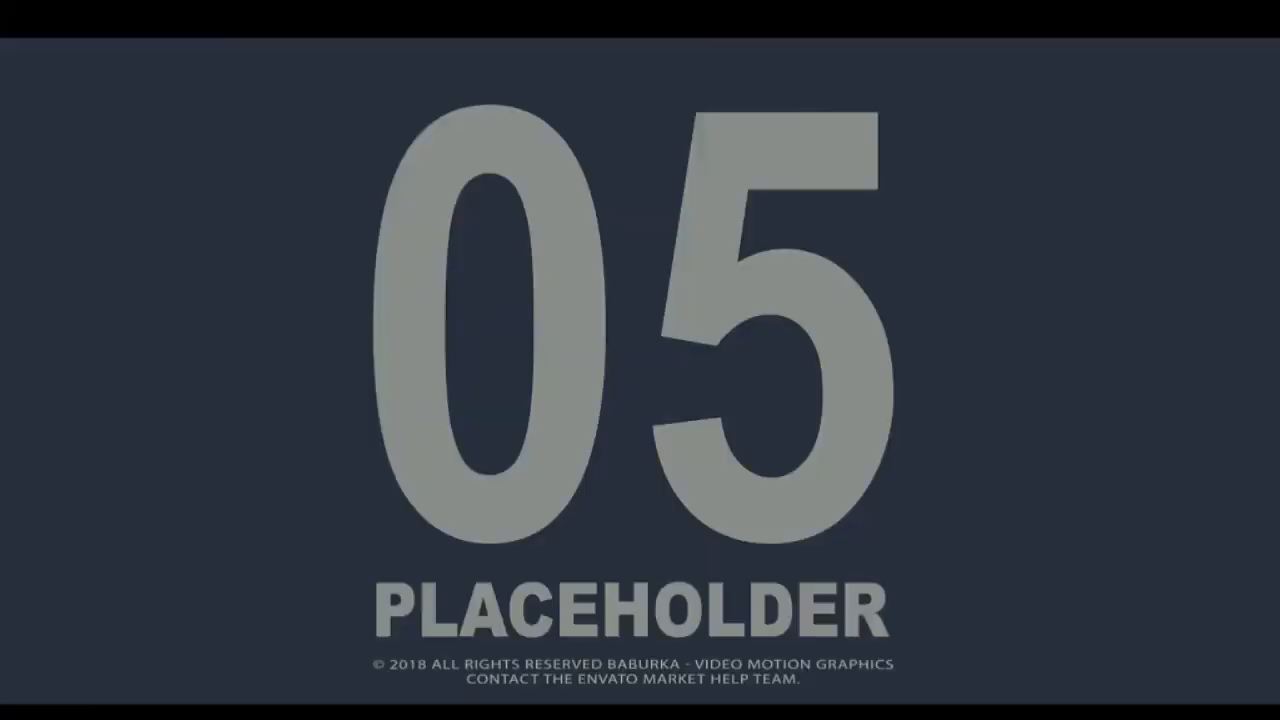 05
PLACEHOLDER
© 2018 ALL RIGHTS RESERVED BABURKA - VIDEO MOTION GRAPHICS
CONTACT THE ENVATO MARKET HELP TEAM.